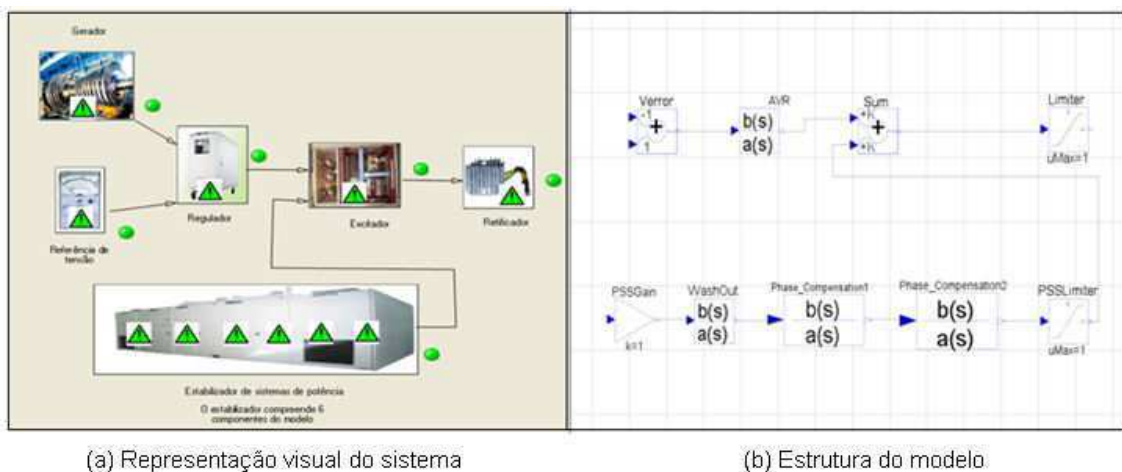 Gerador
Regulador
Excitador
Retificador
Referência de
tensão
Estabilizador de sistemas de potência
O estabilizador compreende 6
componentes do modelo
Verror
-1
+
1
AVR
b(s)
a(s)
Sum
+k
+
+k
Limiter
uMax=1
PSSGain
k=1
WashOut
b(s)
a(s)
Phase_Compensation1
b(s)
a(s)
Phase_Compensation2
b(s)
a(s)
PSSLimiter
uMax=1
(a) Representação visual do sistema
(b) Estrutura do modelo